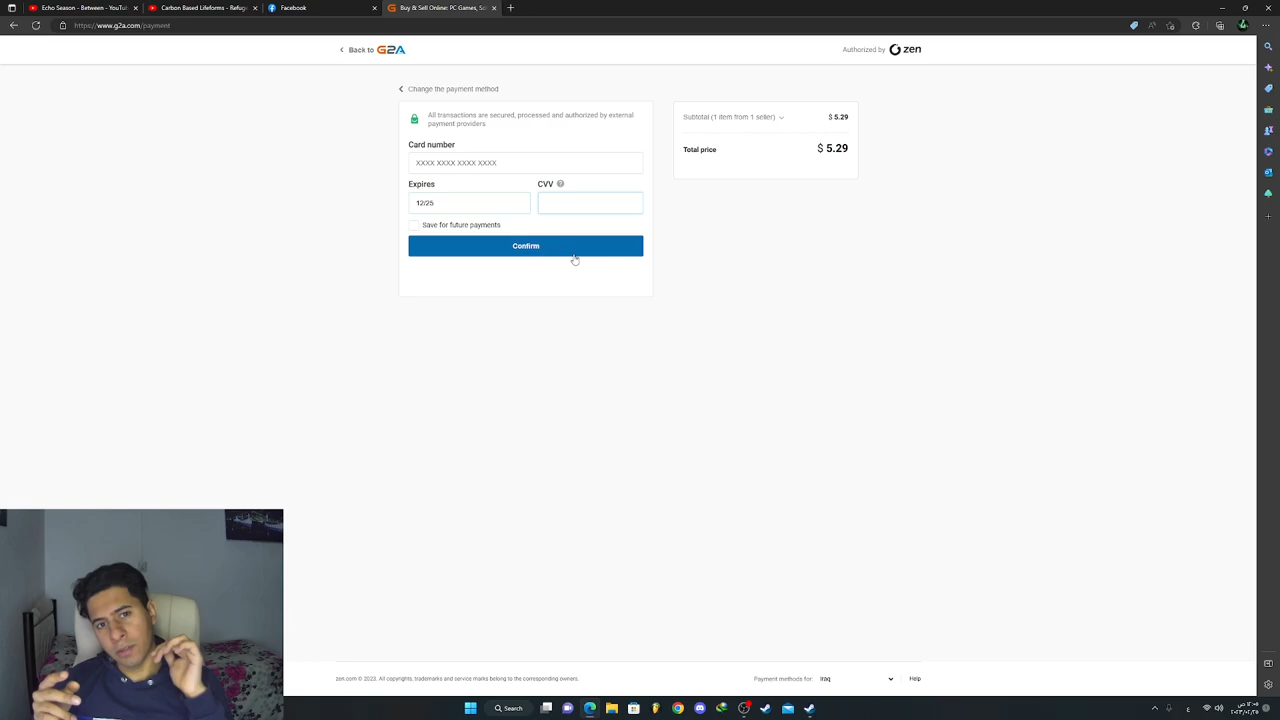 Echo Season - Between - YouTu
Carbon Based Lifeforms - Refug
Facebook
Buy & Sell Online: Games, So
https://www.g2a.com/payment
Back to G2A
Authorized by zen
Change the payment method
All transactions are secured, processed and authorized by external
payment providers
Card number
XXXX XXXX XXXX XXXX
Expires
CVV
12/25
Save for future payments
Confirm
Subtotal (1 item from 1 seller)
$ 5.29
Total price
$ 5.29
zen.com © 2023. All copyrights, trademarks and service marks belong to the corresponding owners.
Payment methods for: Iraq
Help
Search